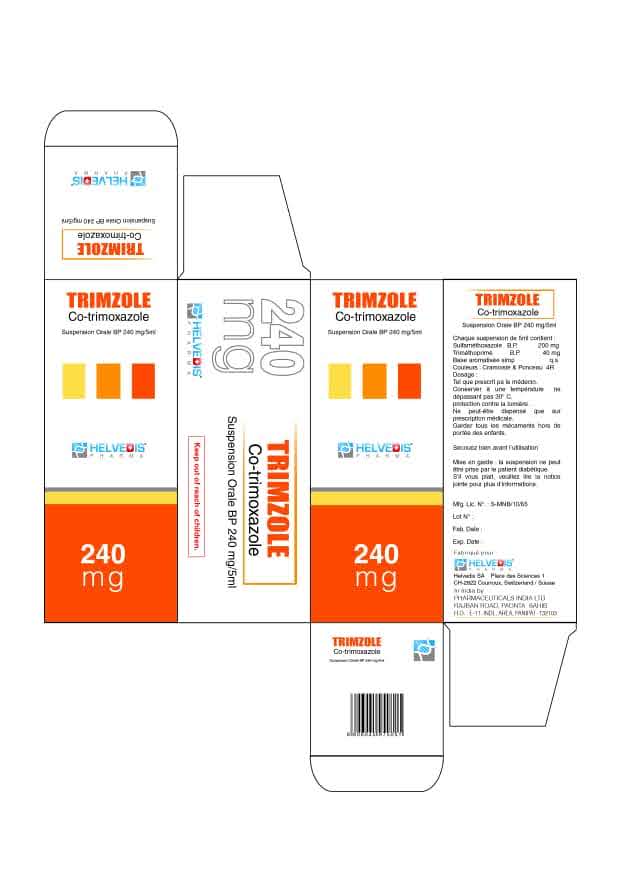 HELVEDIS
PHARMA
Suspension Orale BP 240 mg/5ml
Co-trimoxazole
TRIMZOLE
TRIMZOLE
Co-trimoxazole
Suspension Orale BP 240 mg/5ml
HELVEDIS
PHARMA
240
mg
240
mg
HELVEDIS
PHARMA
TRIMZOLE
Co-trimoxazole
Suspension Orale BP 240 mg/5ml
Keep out of reach of children.
TRIMZOLE
Co-trimoxazole
Suspension Orale BP 240 mg/5ml
HELVEDIS
PHARMA
240
mg
TRIMZOLE
Co-trimoxazole
Suspension Orale BP 240 mg/5ml
Chaque suspension de 5ml contient :
Sulfaméthoxazole B.P. 200 mg
Triméthoprime B.P. 40 mg
Base aromatisée sirop q.s
Couleurs : Cramoisie & Ponceau 4R
Dosage :
Tel que prescrit pa le médecin.
Conserver à une température ne
dépassant pas 30° C,
protection contre la lumière.
Ne peut-être dispensé que sur
prescription médicale.
Garder tous les mécaments hors de
portée des enfants.
Secouez bien avant l'utilisation
Mise en garde : la suspension ne peut
être prise par le patient diabétique.
S'il vous plait, veuillez lire la notice
jointe pour plus d'informations.
Mfg. Lic. N°. : S-MNB/10/65
Lot N° :
Fab. Date :
Exp. Date :
Fabriqué pour
HELVEDIS
PHARMA
Helvedis SA Place des Sciences 1
CH-2822 Courroux, Switzerland / Suisse
In India by
PHARMACEUTICALS INDIA LTD
RAJBAN ROAD, PAONTA SAHIB
H.O. : E-11 INDL. AREA, PANIPAT -132103
TRIMZOLE
Co-trimoxazole
Suspension Orale BP 240 mg/5ml